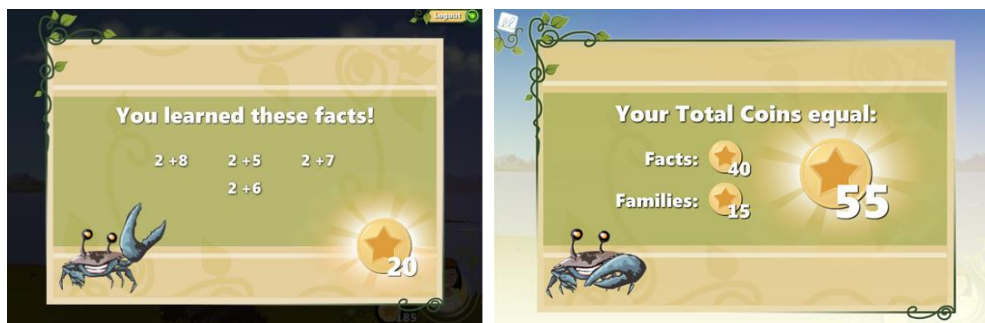 Logout
You learned these facts!
2 +8 2 +5 2 +7
2 +6
20
185
Your Total Coins equal:
Facts: 40
Families: 15
55